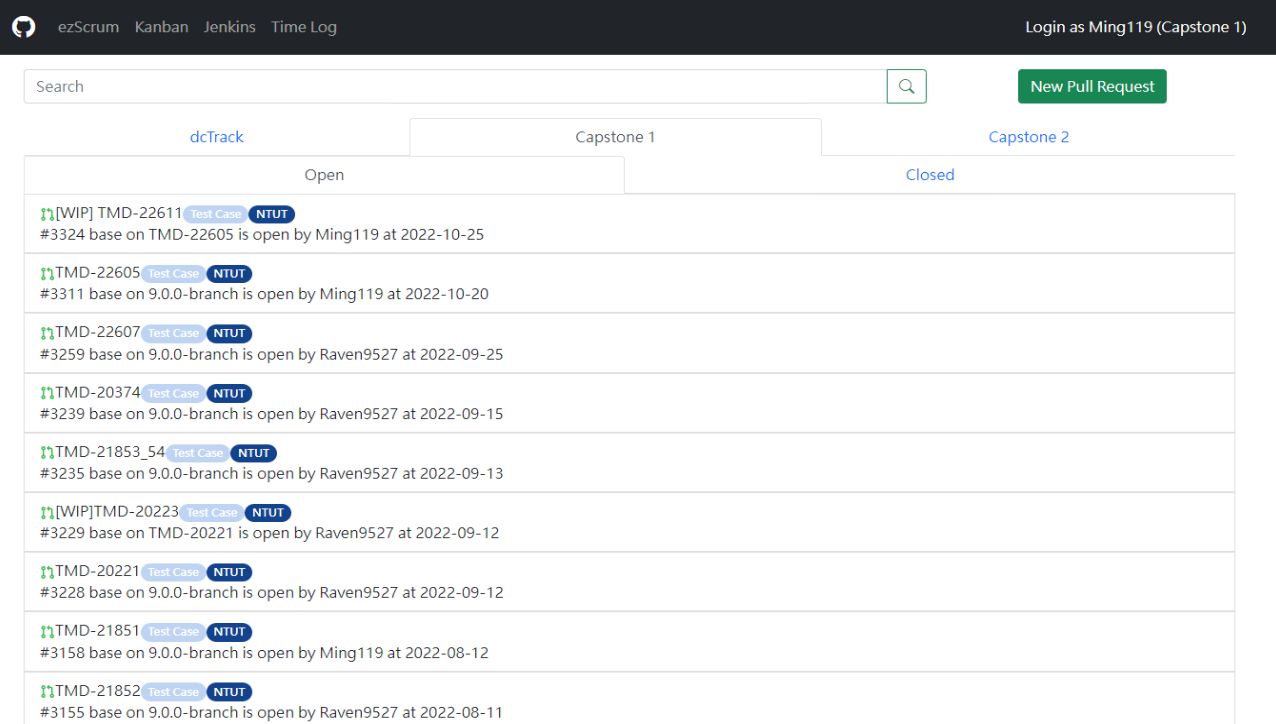 ezScrum Kanban Jenkins Time Log Login as Ming119 (Capstone 1)
Search New Pull Request
dcTrack Capstone 1 Capstone 2
Open Closed
[WIP] TMD-22611 Test Case NTUT
#3324 base on TMD-22605 is open by Ming119 at 2022-10-25
TMD-22605 Test Case NTUT
#3311 base on 9.0.0-branch is open by Ming119 at 2022-10-20
TMD-22607 Test Case NTUT
#3259 base on 9.0.0-branch is open by Raven9527 at 2022-09-25
TMD-20374 Test Case NTUT
#3239 base on 9.0.0-branch is open by Raven9527 at 2022-09-15
TMD-21853_54 Test Case NTUT
#3235 base on 9.0.0-branch is open by Raven9527 at 2022-09-13
[WIP]TMD-20223 Test Case NTUT
#3229 base on TMD-20221 is open by Raven9527 at 2022-09-12
TMD-20221 Test Case NTUT
#3228 base on 9.0.0-branch is open by Raven9527 at 2022-09-12
TMD-21851 Test Case NTUT
#3158 base on 9.0.0-branch is open by Ming119 at 2022-08-12
TMD-21852 Test Case NTUT
#3155 base on 9.0.0-branch is open by Raven9527 at 2022-08-11